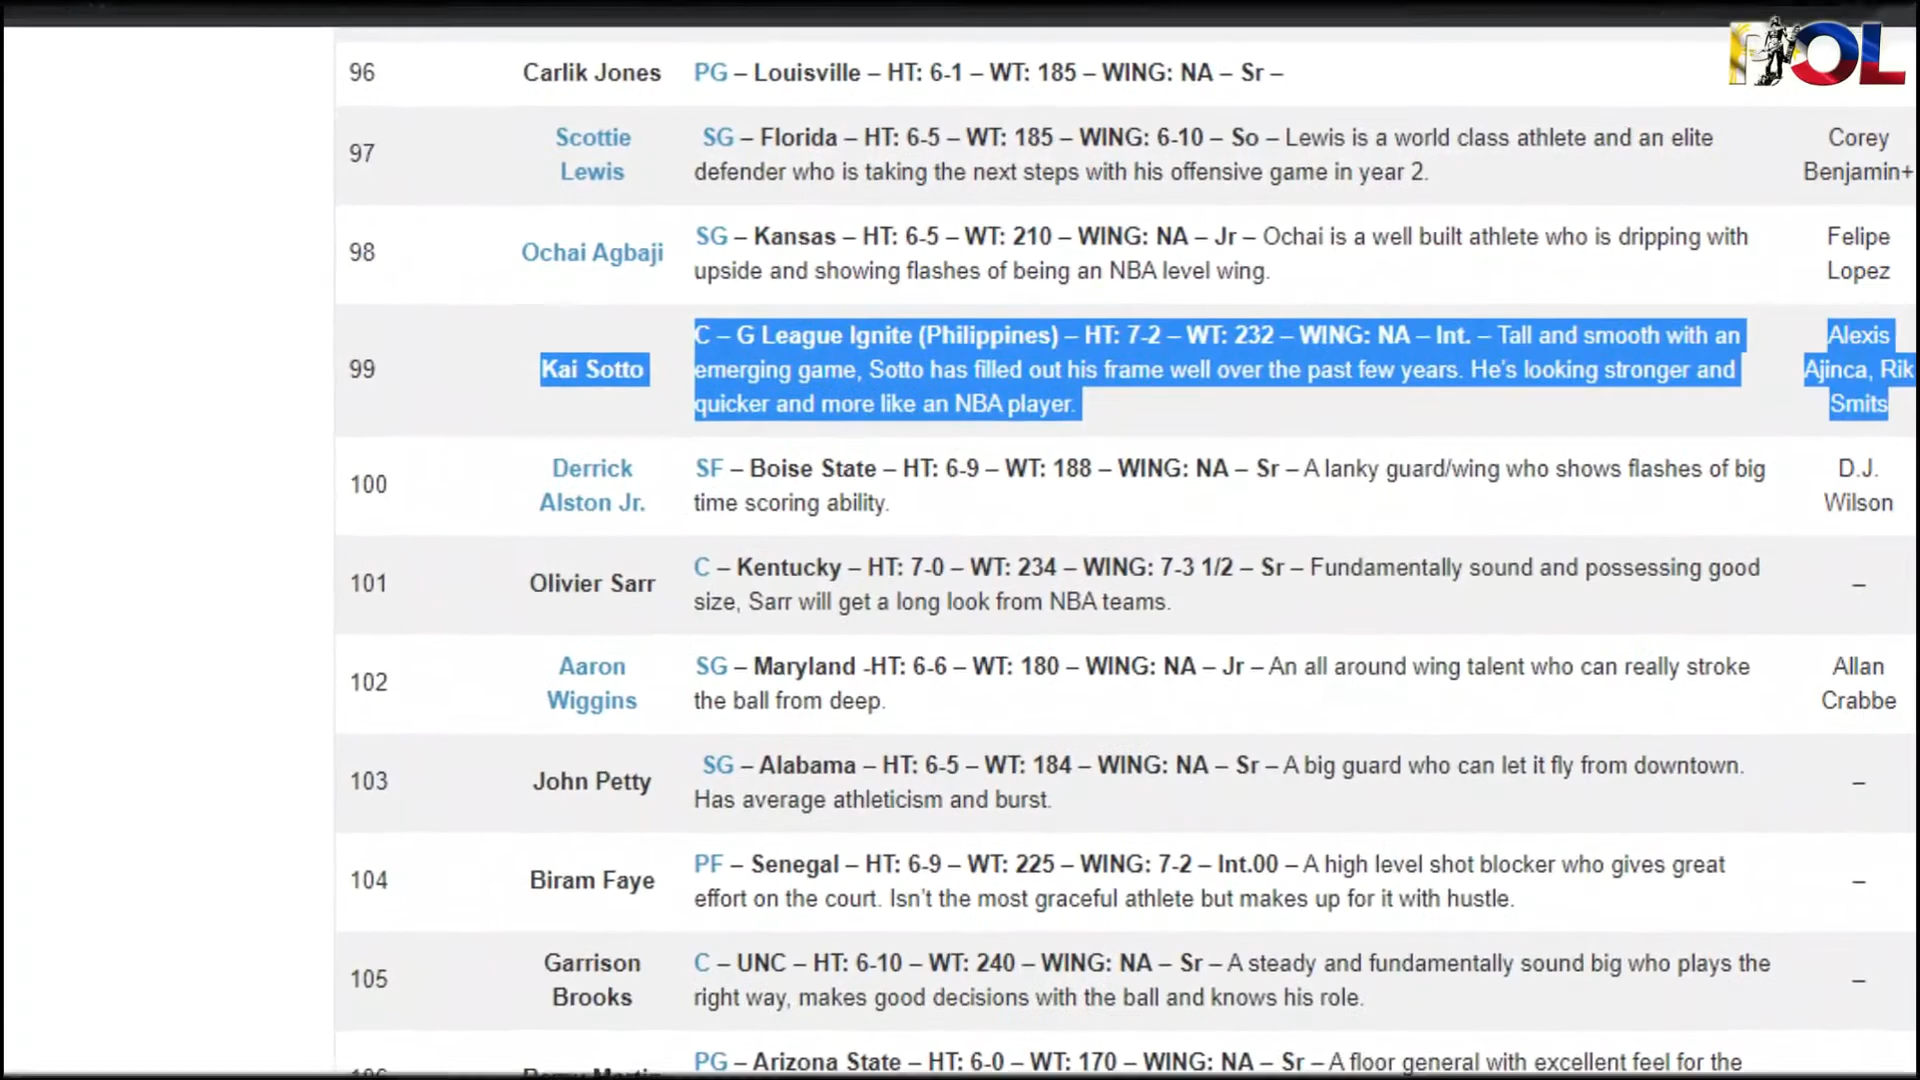 96 Carlik Jones PG – Louisville – HT: 6-1 – WT: 185 – WING: NA – Sr –
97 Scottie Lewis SG – Florida – HT: 6-5 – WT: 185 – WING: 6-10 – So – Lewis is a world class athlete and an elite Corey
defender who is taking the next steps with his offensive game in year 2. Benjamin+
98 Ochai Agbaji SG – Kansas – HT: 6-5 – WT: 210 – WING: NA – Jr – Ochai is a well built athlete who is dripping with Felipe
upside and showing flashes of being an NBA level wing. Lopez
C – G League Ignite (Philippines) – HT: 7-2 – WT: 232 – WING: NA – Int. – Tall and smooth with an Alexis
99 Kai Sotto emerging game, Sotto has filled out his frame well over the past few years. He's looking stronger and Ajinca, Rik
quicker and more like an NBA player. Smits
100 Derrick Alston Jr. SF – Boise State – HT: 6-9 – WT: 188 – WING: NA – Sr – A lanky guard/wing who shows flashes of big D.J.
time scoring ability. Wilson
101 Olivier Sarr C – Kentucky – HT: 7-0 – WT: 234 – WING: 7-3 1/2 – Sr – Fundamentally sound and possessing good
size, Sarr will get a long look from NBA teams. –
102 Aaron Wiggins SG – Maryland -HT: 6-6 – WT: 180 – WING: NA – Jr – An all around wing talent who can really stroke Allan
the ball from deep. Crabbe
103 John Petty SG – Alabama – HT: 6-5 – WT: 184 – WING: NA – Sr – A big guard who can let it fly from downtown.
Has average athleticism and burst. –
104 Biram Faye PF – Senegal – HT: 6-9 – WT: 225 – WING: 7-2 – Int.00 – A high level shot blocker who gives great
effort on the court. Isn't the most graceful athlete but makes up for it with hustle. –
105 Garrison Brooks C – UNC – HT: 6-10 – WT: 240 – WING: NA – Sr – A steady and fundamentally sound big who plays the
right way, makes good decisions with the ball and knows his role. –
PG – Arizona State – HT: 6-0 – WT: 170 – WING: NA – Sr – A floor general with excellent feel for the